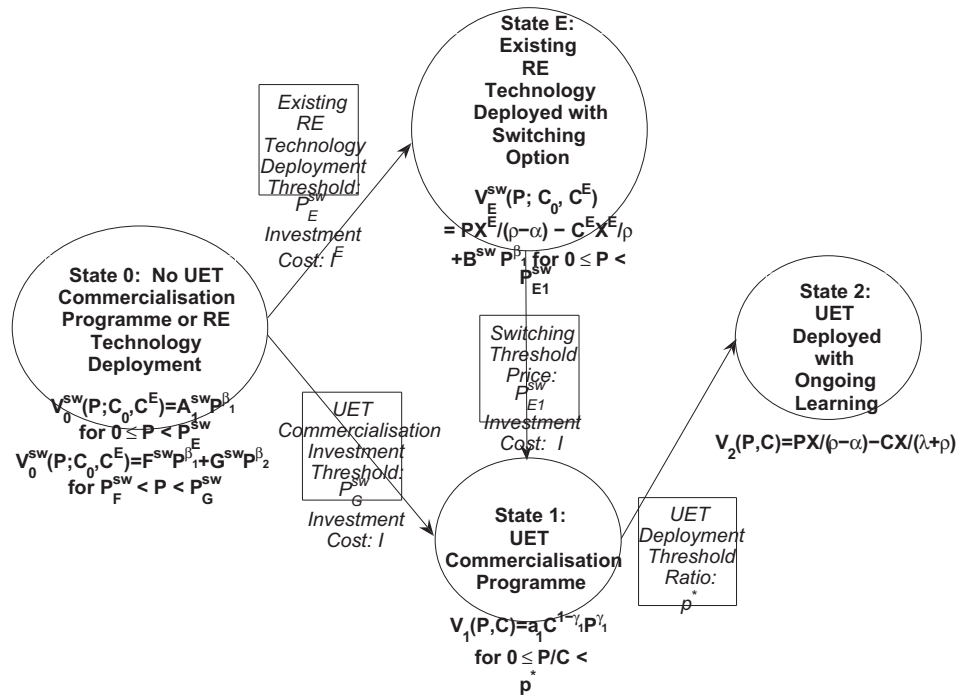 State E:
Existing
RE
Technology
Deployed with
Switching
Option
V_E^sw(P; C_0, C^E)
= PX^E/(ρ−α) − C^E X^E/ρ
+B^sw P^β_1 for 0 ≤ P <
P_E1^sw
Existing
RE
Technology
Deployment
Threshold:
P_E^sw
Investment
Cost: I^E
State 0: No UET
Commercialisation
Programme or RE
Technology
Deployment
V_0^sw(P;C_0,C^E)=A_1^sw P^β_1
for 0 ≤ P < P_E^sw
V_0^sw(P;C_0,C^E)=F^sw P^β_1+G^sw P^β_2
for P_F^sw < P < P_G^sw
UET
Commercialisation
Investment
Threshold:
P_G^sw
Investment
Cost: I
Switching
Threshold
Price:
P_E1^sw
Investment
Cost: I
State 1:
UET
Commercialisation
Programme
V_1(P,C)=a_1C^1−γ_1P^γ_1
for 0 ≤ P/C <
p^*
State 2:
UET
Deployed
with
Ongoing
Learning
V_2(P,C)=PX/(ρ−α)−CX/(λ+ρ)
UET
Deployment
Threshold
Ratio:
p^*